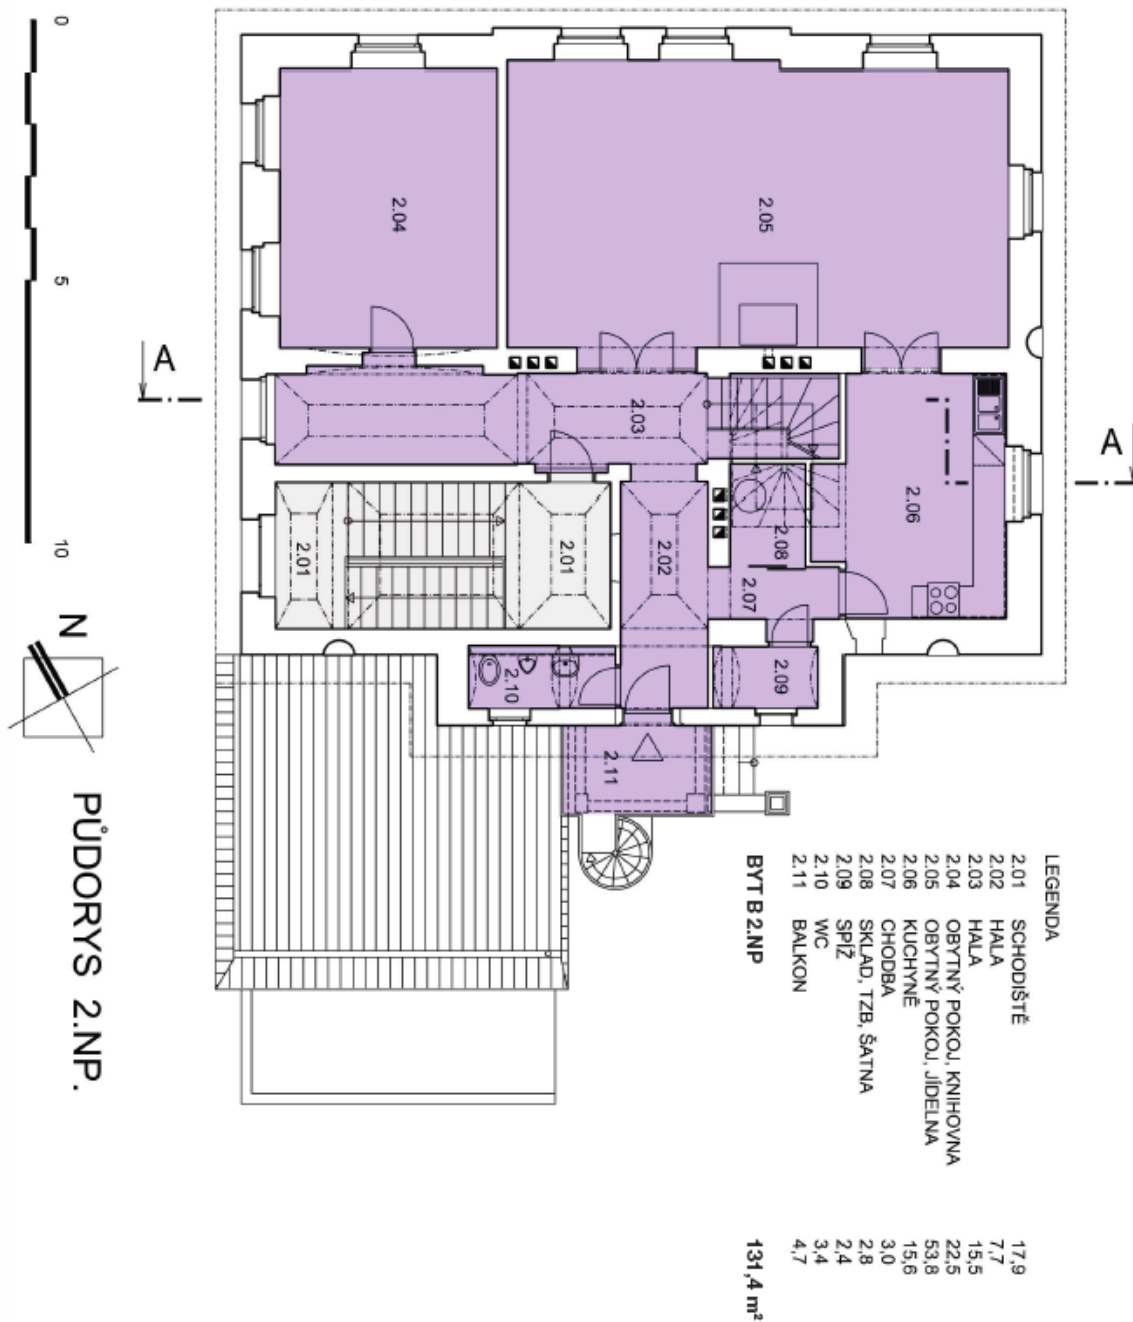 0
5
10
A
A
N
2.04
2.05
2.03
2.06
2.01
2.01
2.02
2.08
2.07
2.10
2.09
2.11
PŮDORYS 2.NP.
LEGENDA
2.01 SCHODIŠTĚ 17,9
2.02 HALA 7,7
2.03 HALA 15,5
2.04 OBYTNÝ POKOJ, KNIHOVNA 22,5
2.05 OBYTNÝ POKOJ, JÍDELNA 53,8
2.06 KUCHYNĚ 15,6
2.07 CHODBA 3,0
2.08 SKLAD, TZB, ŠATNA 2,8
2.09 SPÍŽ 2,4
2.10 WC 3,4
2.11 BALKON 4,7
BYT B 2.NP 131,4 m²